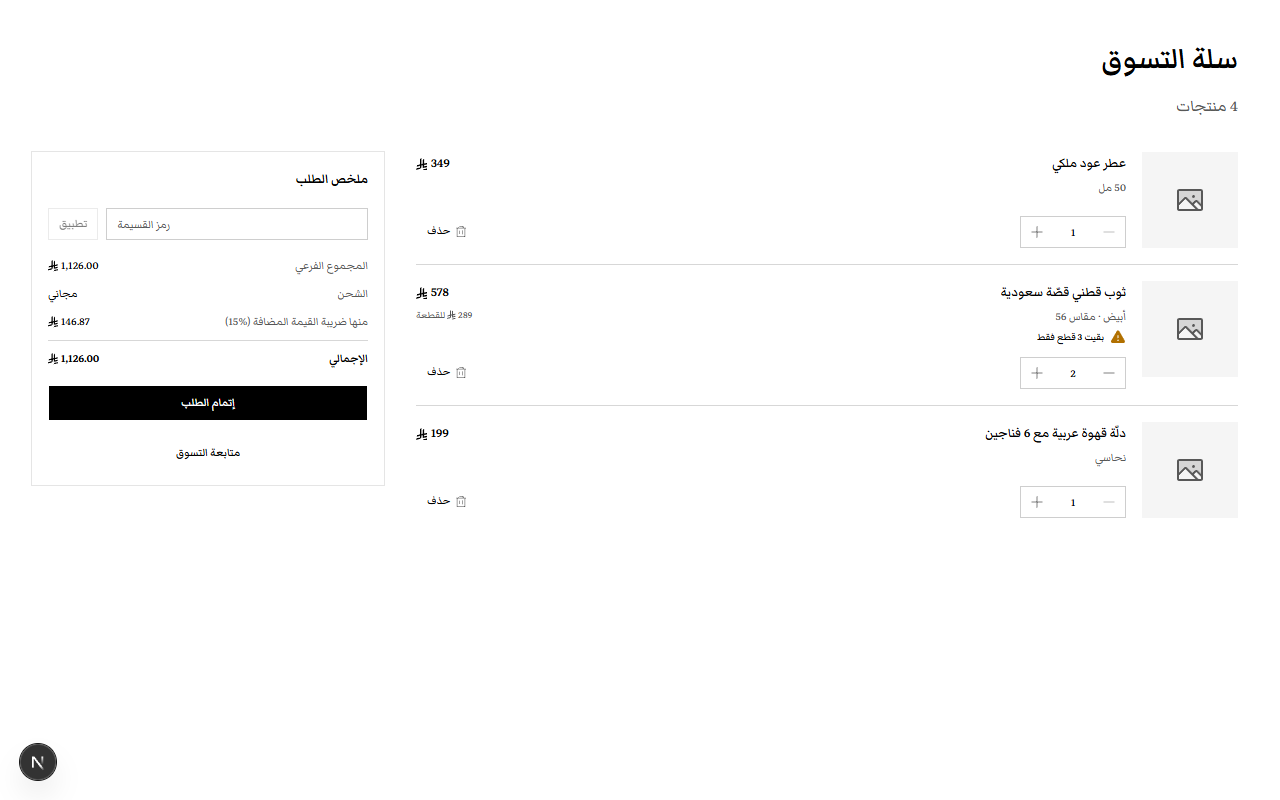 سلة التسوق
4 منتجات
عطر عود ملكي
349 ⃁
50 مل
1
حذف
ثوب قطني قصّة سعودية
578 ⃁
أبيض · مقاس 56
289 ⃁ للقطعة
بقيت 3 قطع فقط
2
حذف
دلّة قهوة عربية مع 6 فناجين
199 ⃁
نحاسي
1
حذف
ملخص الطلب
رمز القسيمة
تطبيق
المجموع الفرعي
1,126.00 ⃁
الشحن
مجاني
منها ضريبة القيمة المضافة (15%)
146.87 ⃁
الإجمالي
1,126.00 ⃁
إتمام الطلب
متابعة التسوق
N